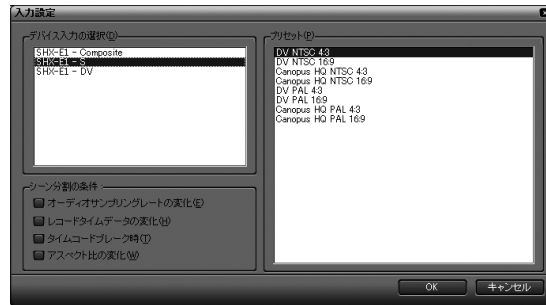 入力設定
デバイス入力の選択(D)
SHX-E1 - Composite
SHX-E1 - S
SHX-E1 - DV
プリセット(P)
DV NTSC 4:3
DV NTSC 16:9
Canopus HQ NTSC 4:3
Canopus HQ NTSC 16:9
DV PAL 4:3
DV PAL 16:9
Canopus HQ PAL 4:3
Canopus HQ PAL 16:9
シーン分割の条件 :
オーディオサンプリングレートの変化(E)
レコードタイムデータの変化(H)
タイムコードブレーク時(T)
アスペクト比の変化(W)
OK
キャンセル